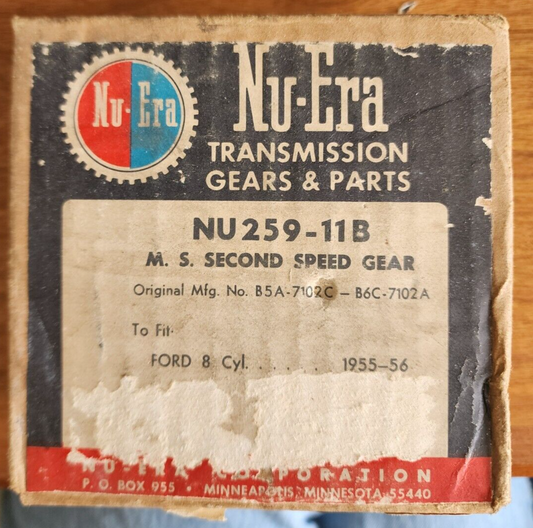 Nu-Era
Nu-Era
TRANSMISSION
GEARS & PARTS
NU259-11B
M. S. SECOND SPEED GEAR
Original Mfg. No. B5A-7102C – B6C-7102A
To Fit-
FORD 8 Cyl. . . . . . 1955–56
NU-ERA CORPORATION
P. O. BOX 955 • MINNEAPOLIS, MINNESOTA 55440